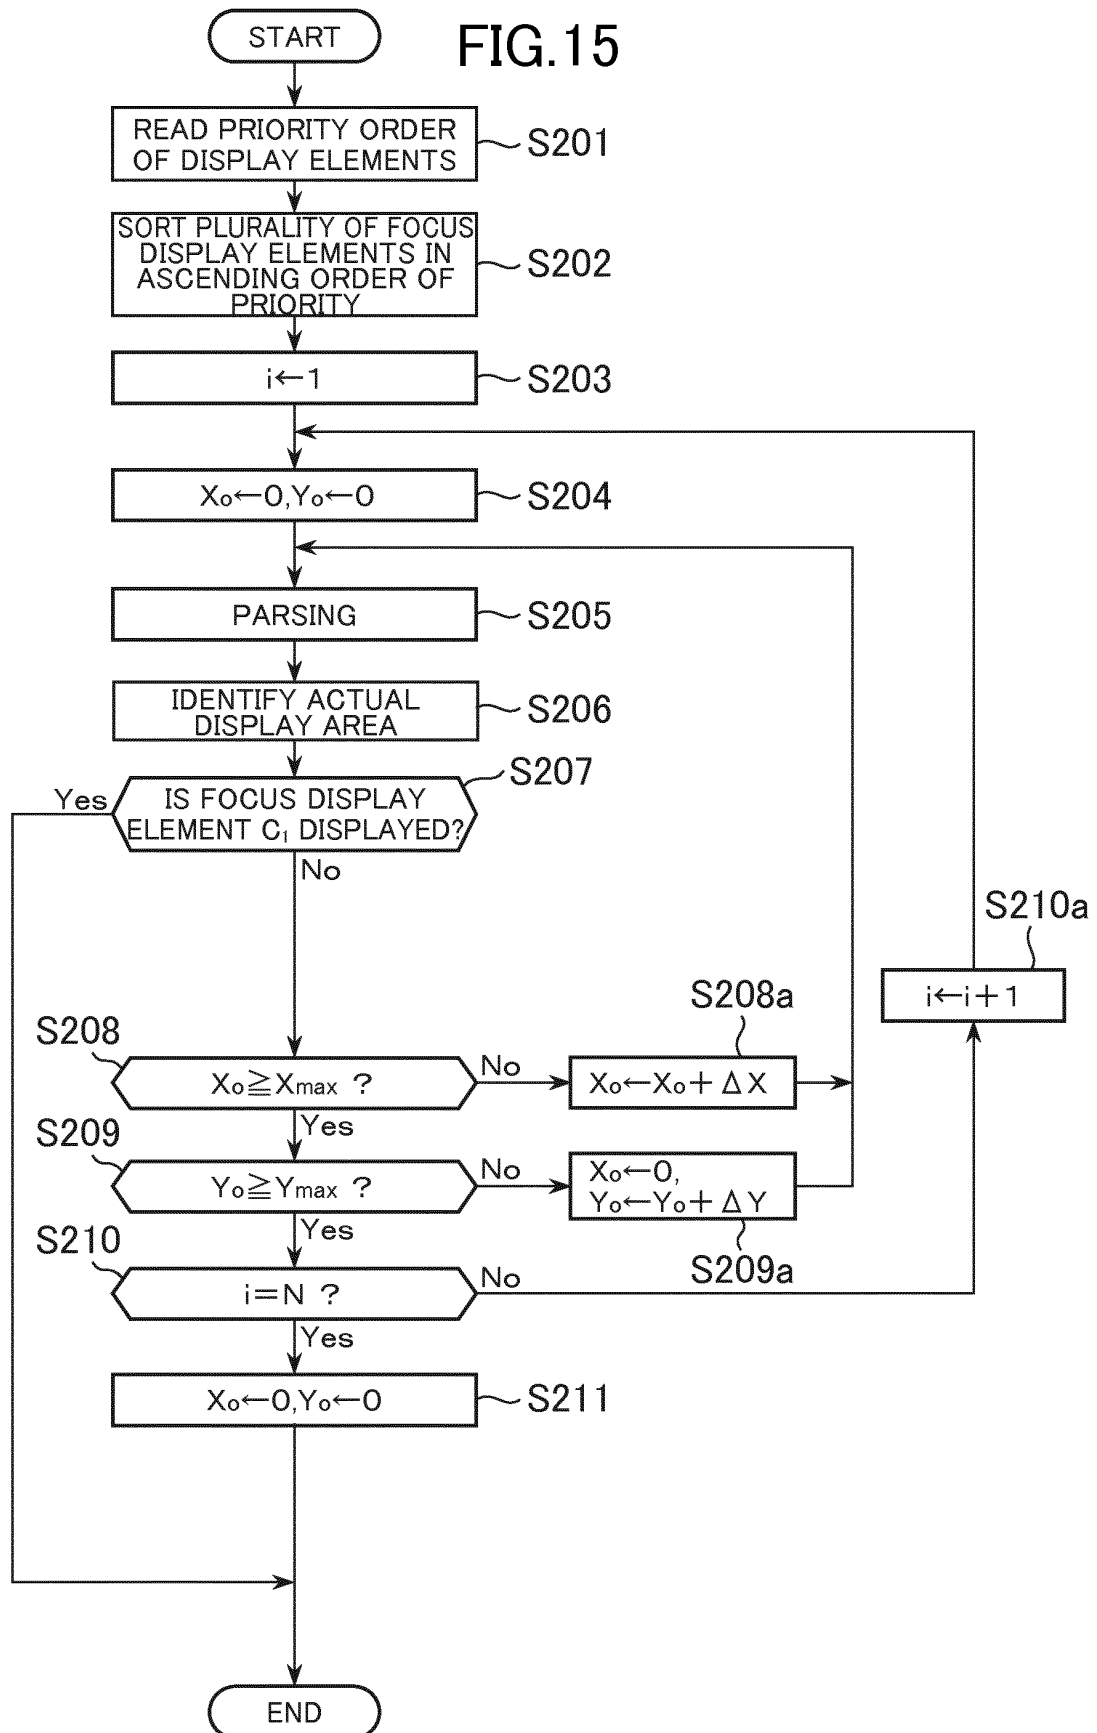 START
FIG.15
READ PRIORITY ORDER
OF DISPLAY ELEMENTS
S201
SORT PLURALITY OF FOCUS
DISPLAY ELEMENTS IN
ASCENDING ORDER OF
PRIORITY
S202
i←1
S203
X₀←0,Y₀←0
S204
PARSING
S205
IDENTIFY ACTUAL
DISPLAY AREA
S206
S207
IS FOCUS DISPLAY
ELEMENT Cᵢ DISPLAYED?
Yes
No
S210a
i←i+1
S208
X₀≧Xmax ?
No
S208a
X₀←X₀+ΔX
Yes
S209
Y₀≧Ymax ?
No
X₀←0,
Y₀←Y₀+ΔY
S209a
Yes
S210
i=N ?
No
Yes
X₀←0,Y₀←0
S211
END